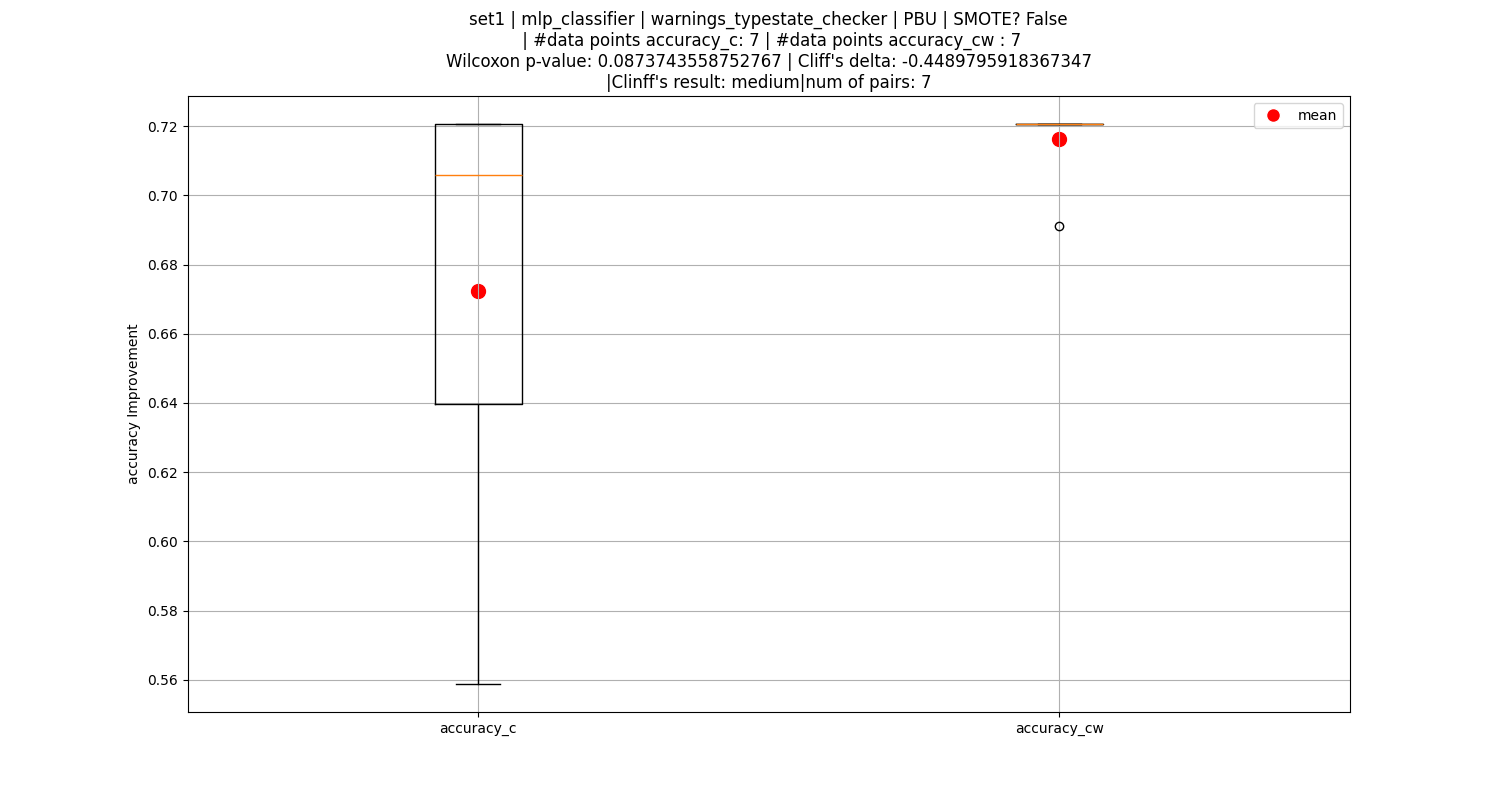 set1 | mlp_classifier | warnings_typestate_checker | PBU | SMOTE? False
| #data points accuracy_c: 7 | #data points accuracy_cw : 7
Wilcoxon p-value: 0.0873743558752767 | Cliff's delta: -0.4489795918367347
|Clinff's result: medium|num of pairs: 7
mean
0.72
0.70
0.68
0.66
0.64
0.62
0.60
0.58
0.56
accuracy Improvement
accuracy_c
accuracy_cw